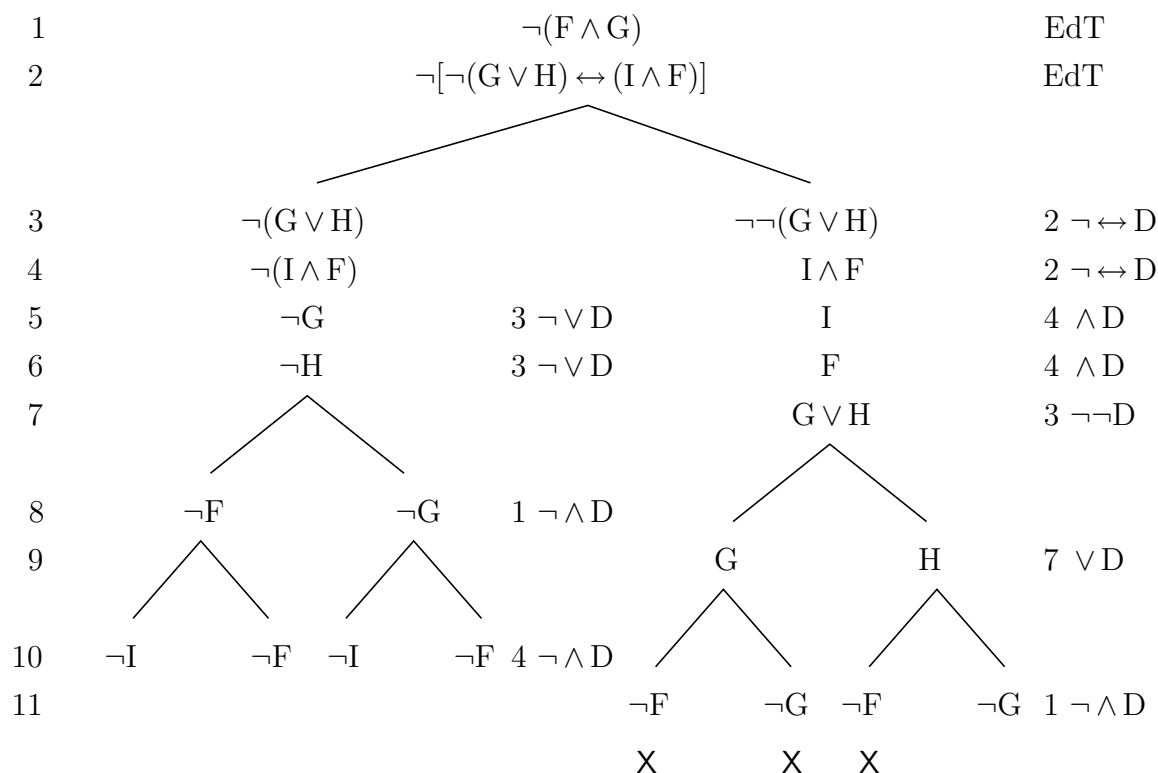 1 ¬(F ∧ G) EdT
2 ¬[¬(G ∨ H) ↔ (I ∧ F)] EdT
3 ¬(G ∨ H) ¬¬(G ∨ H) 2 ¬ ↔ D
4 ¬(I ∧ F) I ∧ F 2 ¬ ↔ D
5 ¬G 3 ¬ ∨ D I 4 ∧ D
6 ¬H 3 ¬ ∨ D F 4 ∧ D
7 G ∨ H 3 ¬¬D
8 ¬F ¬G 1 ¬ ∧ D
9 G H 7 ∨ D
10 ¬I ¬F ¬I ¬F 4 ¬ ∧ D
11 ¬F ¬G ¬F ¬G 1 ¬ ∧ D
X X X